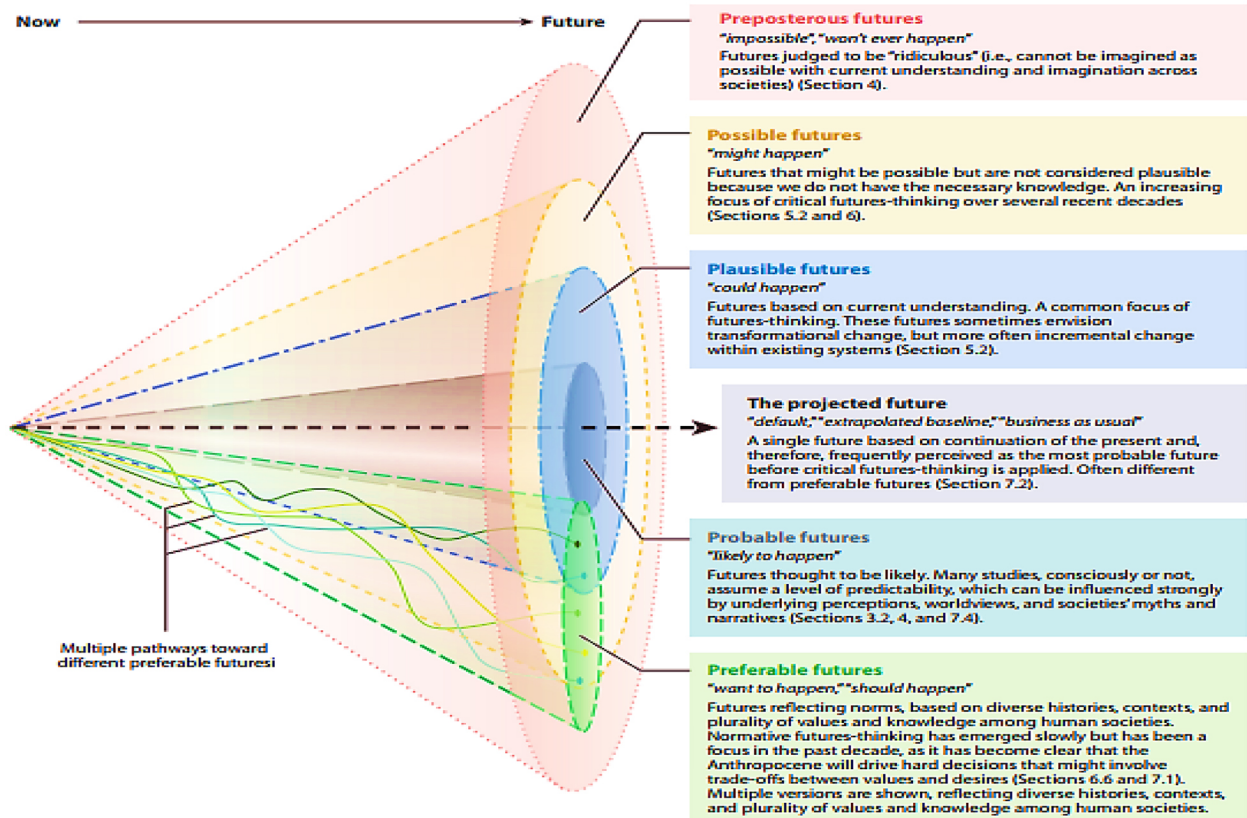 Now
Future
Preposterous futures
"impossible", "won't ever happen"
Futures judged to be "ridiculous" (i.e., cannot be imagined as
possible with current understanding and imagination across
societies) (Section 4).
Possible futures
"might happen"
Futures that might be possible but are not considered plausible
because we do not have the necessary knowledge. An increasing
focus of critical futures-thinking over several recent decades
(Sections 5.2 and 6).
Plausible futures
"could happen"
Futures based on current understanding. A common focus of
futures-thinking. These futures sometimes envision
transformational change, but more often incremental change
within existing systems (Section 5.2).
The projected future
"default," "extrapolated baseline," "business as usual"
A single future based on continuation of the present and,
therefore, frequently perceived as the most probable future
before critical futures-thinking is applied. Often different
from preferable futures (Section 7.2).
Probable futures
"likely to happen"
Futures thought to be likely. Many studies, consciously or not,
assume a level of predictability, which can be influenced strongly
by underlying perceptions, worldviews, and societies' myths and
narratives (Sections 3.2, 4, and 7.4).
Multiple pathways toward
different preferable futuresi
Preferable futures
"want to happen," "should happen"
Futures reflecting norms, based on diverse histories, contexts, and
plurality of values and knowledge among human societies.
Normative futures-thinking has emerged slowly but has been a
focus in the past decade, as it has become clear that the
Anthropocene will drive hard decisions that might involve
trade-offs between values and desires (Sections 6.6 and 7.1).
Multiple versions are shown, reflecting diverse histories, contexts,
and plurality of values and knowledge among human societies.